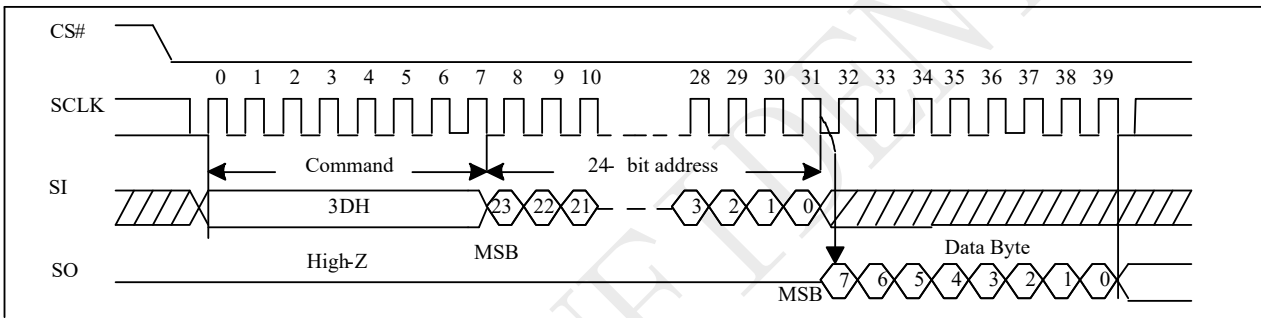 CS#
0 1 2 3 4 5 6 7 8 9 10 28 29 30 31 32 33 34 35 36 37 38 39
SCLK
Command 24- bit address
SI
3DH 23 22 21 3 2 1 0
MSB Data Byte
High-Z
SO
MSB 7 6 5 4 3 2 1 0